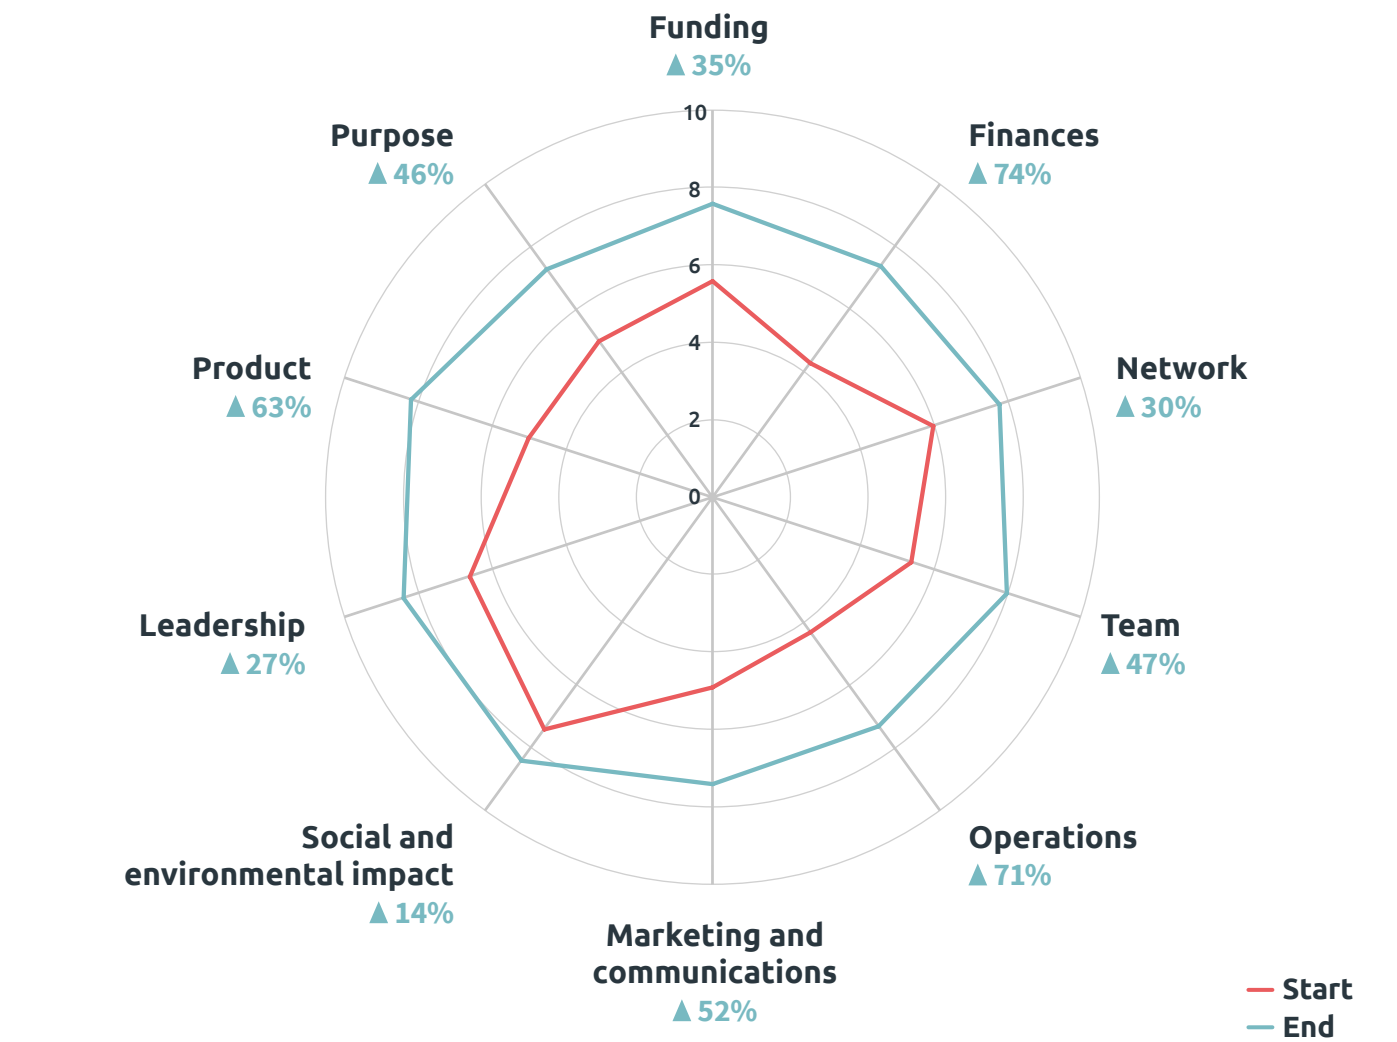 Funding
▲ 35%
Purpose
▲ 46%
Finances
▲ 74%
Product
▲ 63%
Network
▲ 30%
10
8
6
4
2
0
Leadership
▲ 27%
Team
▲ 47%
Social and
environmental impact
▲ 14%
Operations
▲ 71%
Marketing and
communications
▲ 52%
Start
End